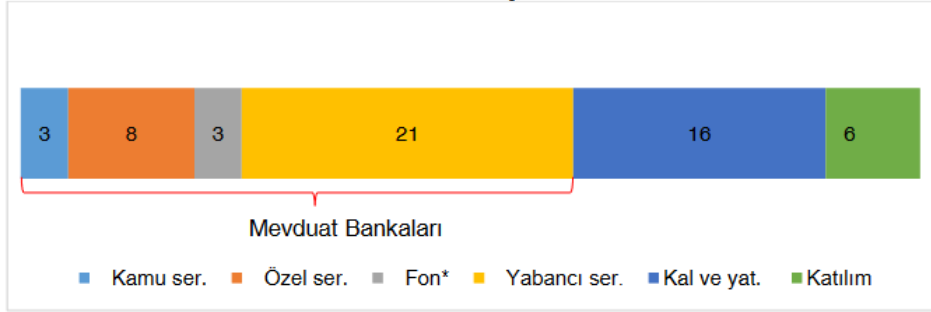 3 8 3 21 16 6
Mevduat Bankaları
Kamu ser. Özel ser. Fon* Yabancı ser. Kal ve yat. Katılım